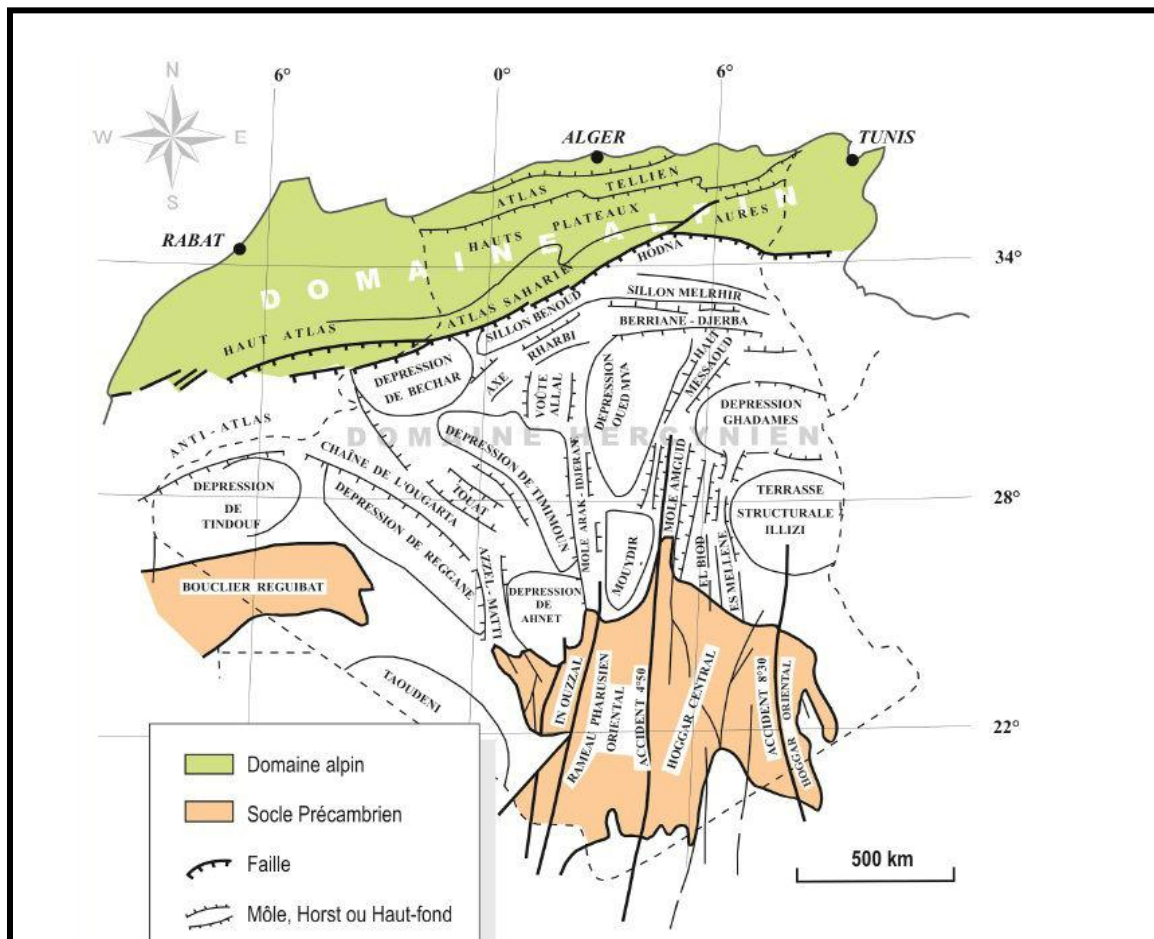 N
W
E
S
6°
0°
6°
ALGER
TUNIS
RABAT
ATLAS TELLIEN
HAUTS PLATEAUX
AURES
DOMAINE ALPIN
34°
HODNA
ATLAS SAHARIEN
HAUT ATLAS
SILLON MELRHIR
SILLON BENOUD
BERRIANE - DJERBA
RHARBI
AXE
HAUT
MESSAOUD
DEPRESSION
DE BECHAR
VOÛTE
ALLAL
DEPRESSION
OUED MYA
DEPRESSION
GHADAMES
ANTI-ATLAS
DOMAINE HERCYNIEN
CHAÎNE DE L'OUGARTA
DEPRESSION DE TIMIMOUN
MOLE ARAK - IDJERAN
MOLE AMGUID
DEPRESSION
DE
TINDOUF
TOUAT
TERRASSE
STRUCTURALE
ILLIZI
28°
DEPRESSION DE REGGANE
MOUYDIR
EL BIOD
ES MELLENE
AZZEL - MATTI
BOUCLIER REGUIBAT
DEPRESSION
DE
AHNET
TAOUDENI
IN OUZZAL
RAMEAU PHARUSIEN
ORIENTAL
ACCIDENT 4°50
HOGGAR CENTRAL
ACCIDENT 8°30
HOGGAR ORIENTAL
22°
Domaine alpin
Socle Précambrien
Faille
Môle, Horst ou Haut-fond
500 km